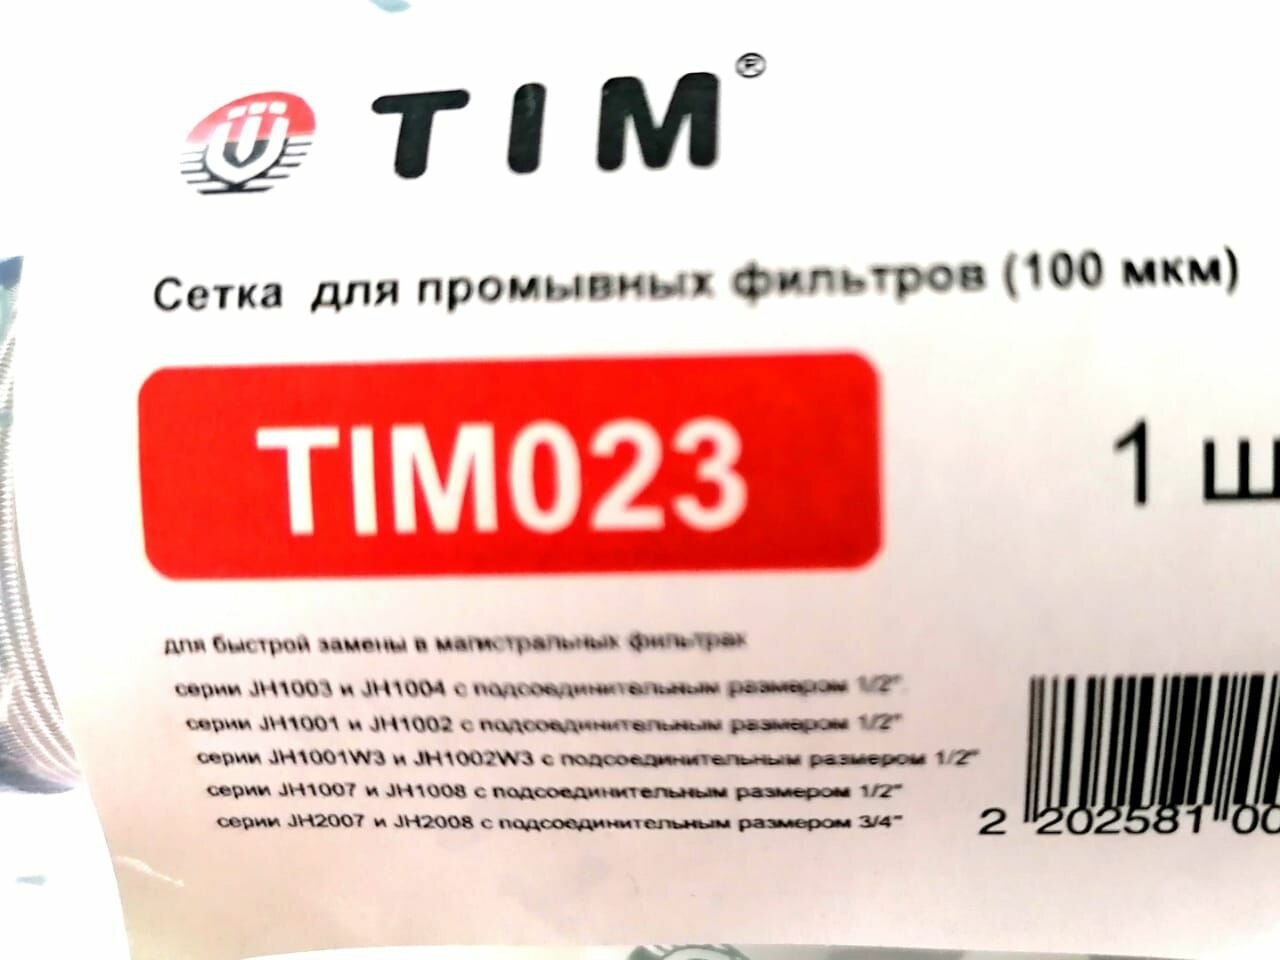 TIM®
Сетка для промывных фильтров (100 мкм)
TIM023
1 ш
для быстрой замены в магистральных фильтрах
серии JH1003 и JH1004 с подсоединительным размером 1/2"
серии JH1001 и JH1002 с подсоединительным размером 1/2"
серии JH1001W3 и JH1002W3 с подсоединительным размером 1/2"
серии JH1007 и JH1008 с подсоединительным размером 1/2"
серии JH2007 и JH2008 с подсоединительным размером 3/4"
2 202581 00